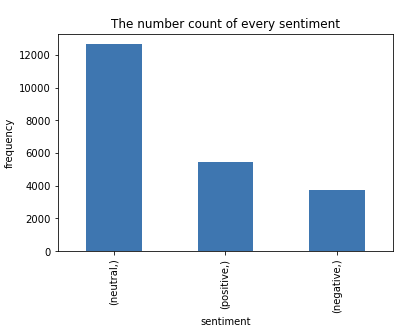 The number count of every sentiment
12000
10000
8000
6000
4000
2000
0
frequency
(neutral,)
(positive,)
(negative,)
sentiment